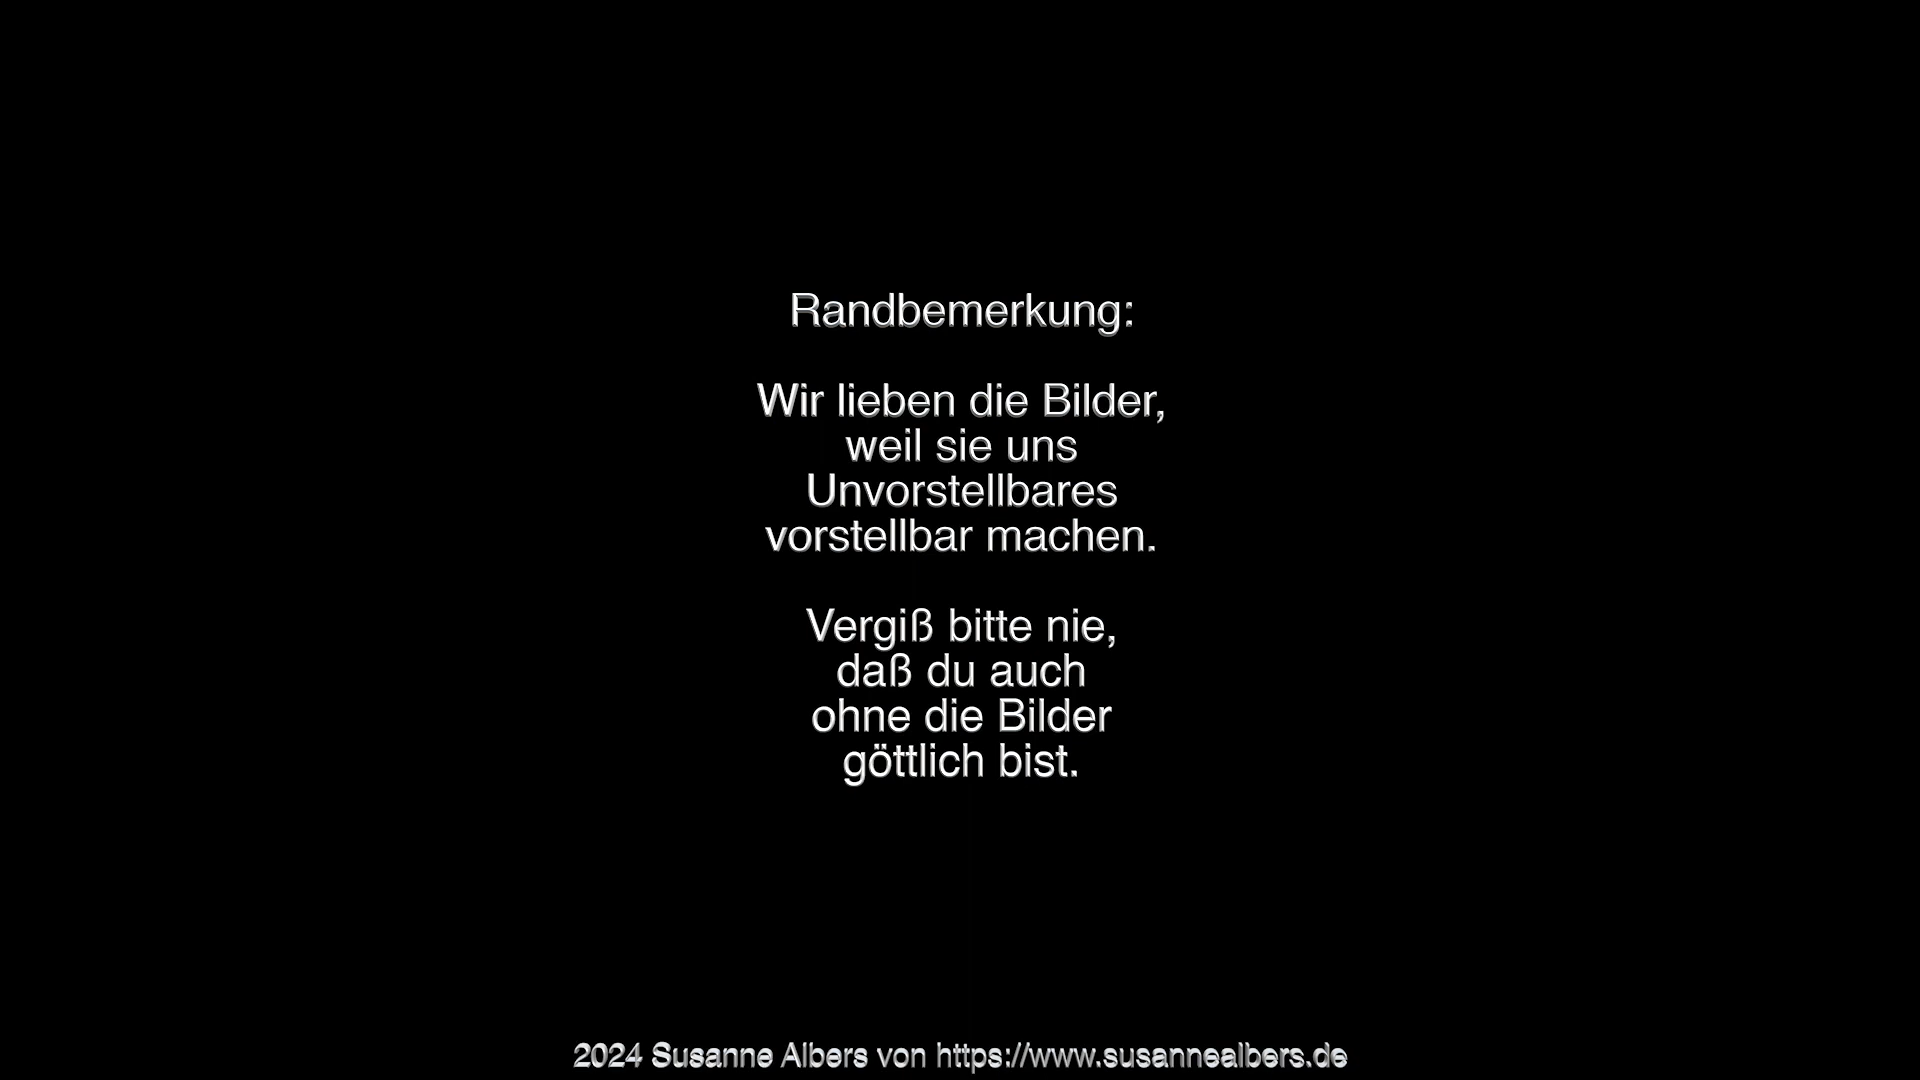 Randbemerkung:
Wir lieben die Bilder,
weil sie uns
Unvorstellbares
vorstellbar machen.
Vergiß bitte nie,
daß du auch
ohne die Bilder
göttlich bist.
2024 Susanne Albers von https://www.susannealbers.de